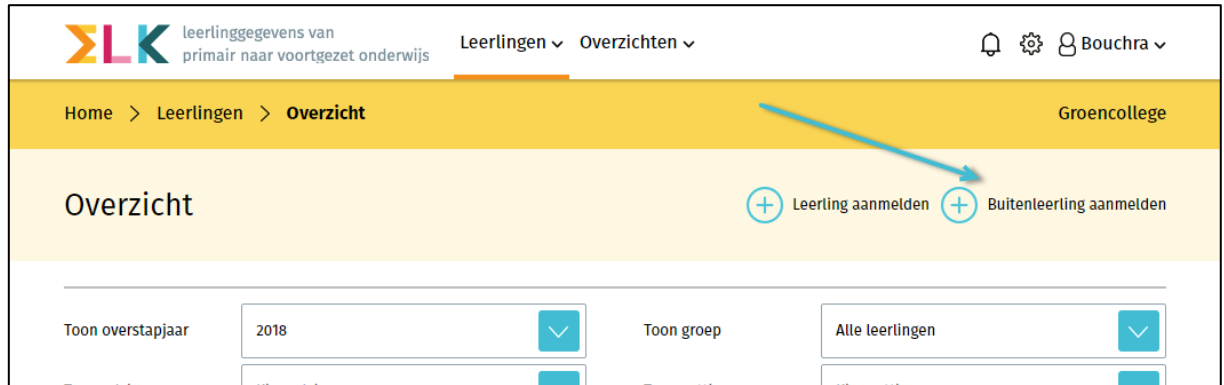 ELK leerlinggegevens van
primair naar voortgezet onderwijs
Leerlingen Overzichten Bouchra
Home > Leerlingen > Overzicht Groencollege
Overzicht Leerling aanmelden Buitenleerling aanmelden
Toon overstapjaar 2018 Toon groep Alle leerlingen